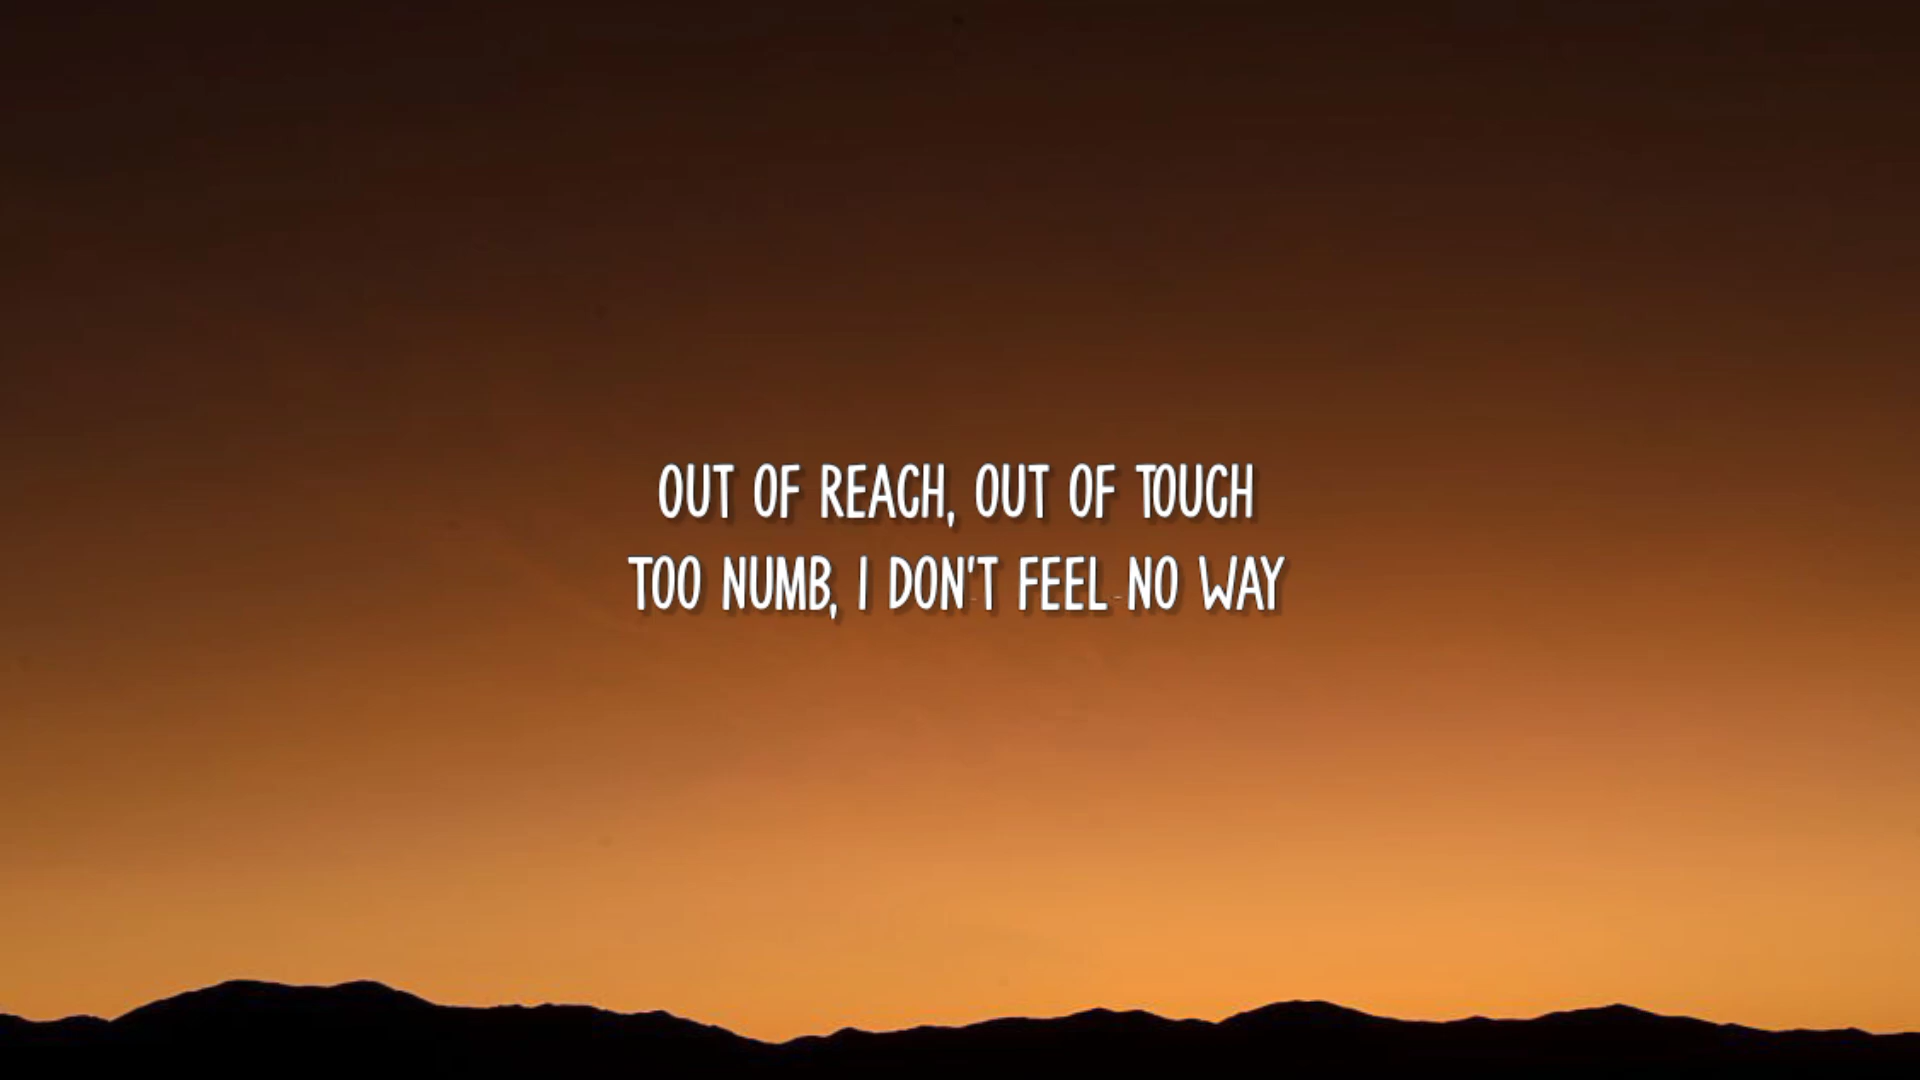 OUT OF REACH, OUT OF TOUCH
TOO NUMB, I DON'T FEEL NO WAY